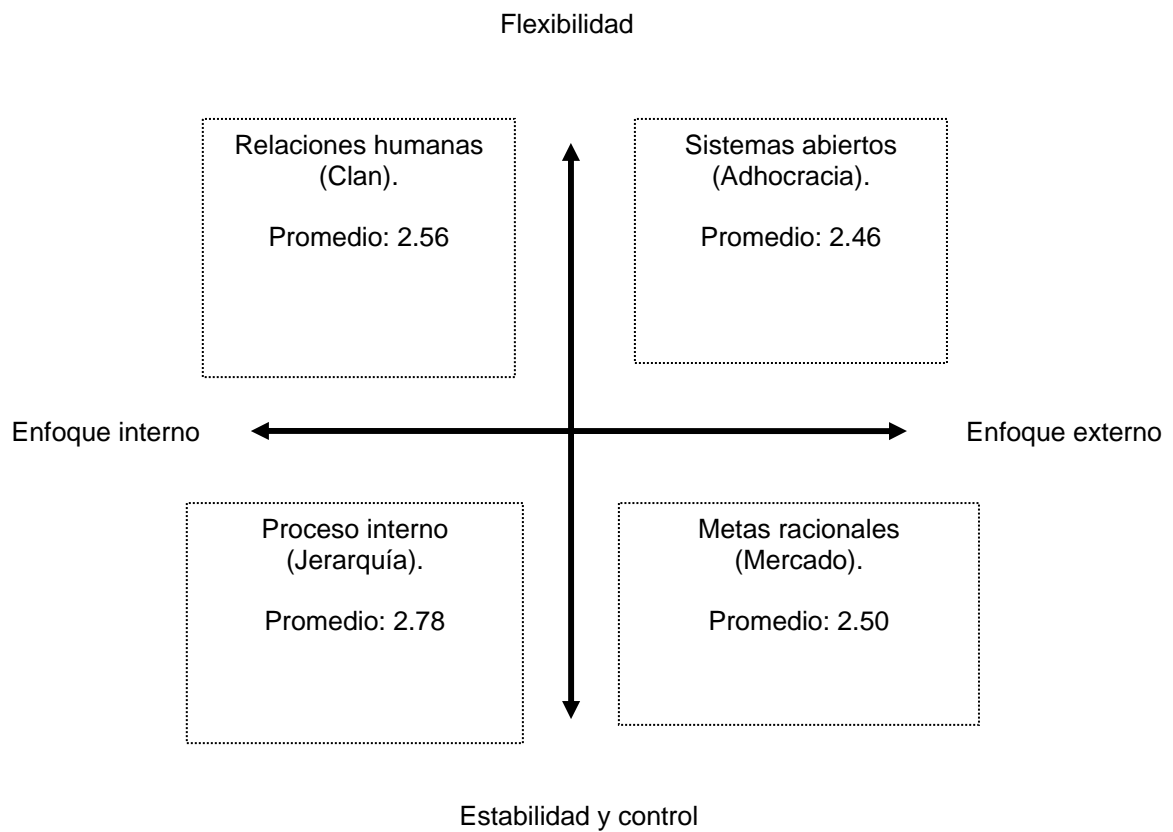 Flexibilidad
Relaciones humanas
(Clan).
Promedio: 2.56
Sistemas abiertos
(Adhocracia).
Promedio: 2.46
Enfoque interno
Enfoque externo
Proceso interno
(Jerarquía).
Promedio: 2.78
Metas racionales
(Mercado).
Promedio: 2.50
Estabilidad y control